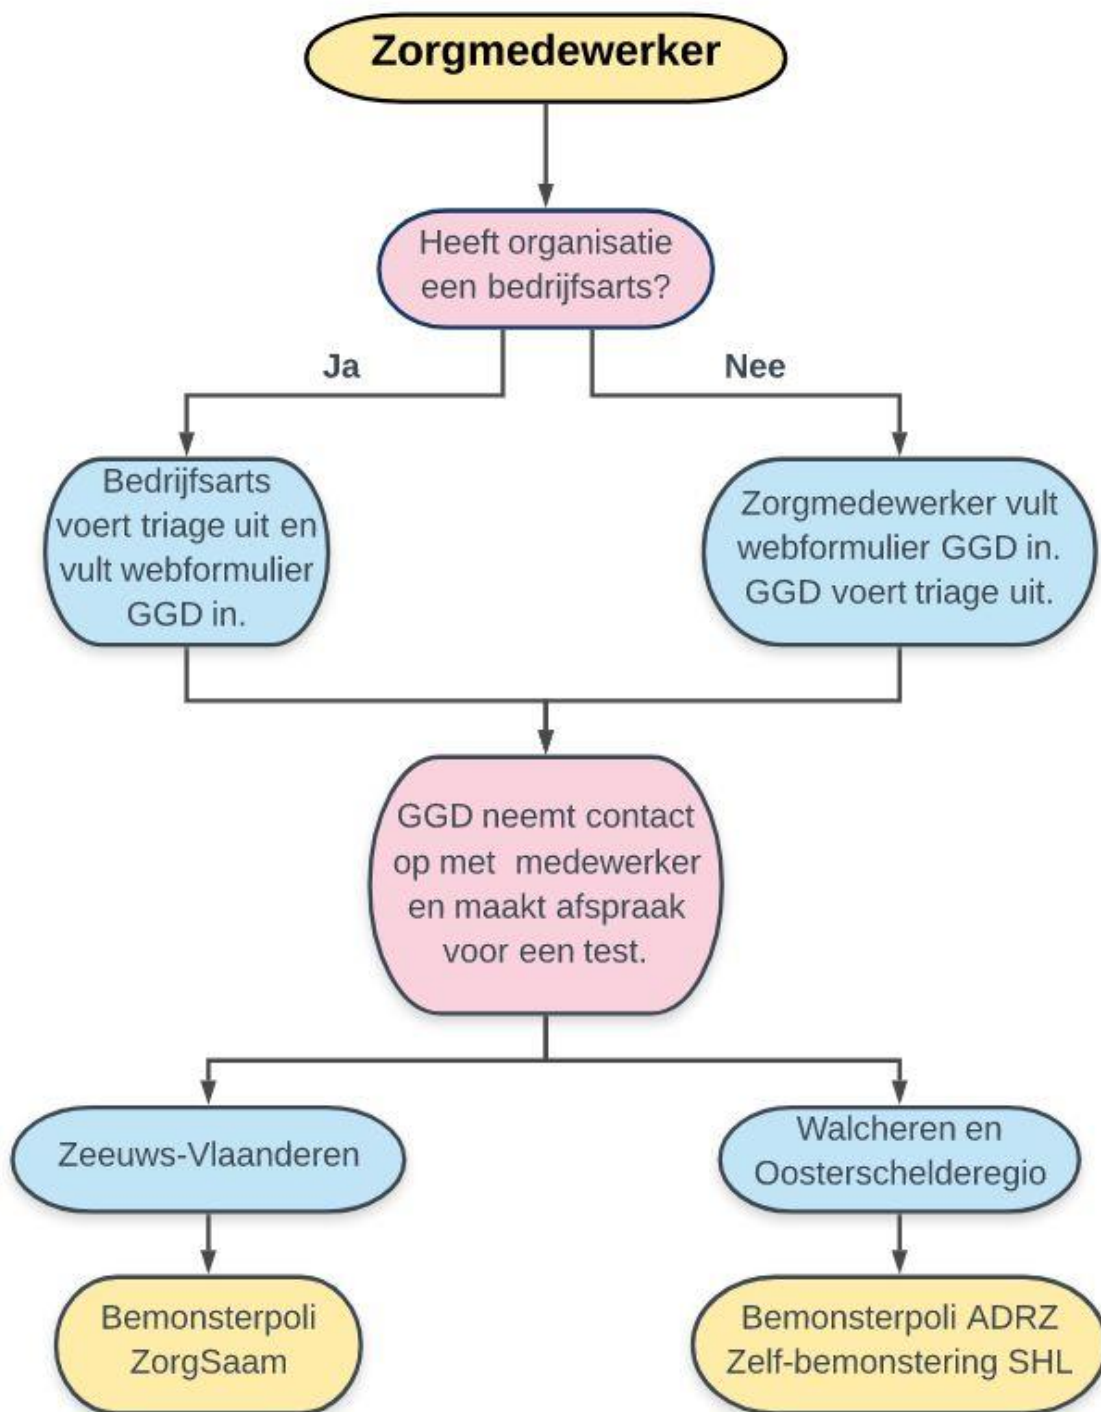 Zorgmedewerker
Heeft organisatie
een bedrijfsarts?
Ja
Nee
Bedrijfsarts
voert triage uit en
vult webformulier
GGD in.
Zorgmedewerker vult
webformulier GGD in.
GGD voert triage uit.
GGD neemt contact
op met medewerker
en maakt afspraak
voor een test.
Zeeuws-Vlaanderen
Walcheren en
Oosterschelderegio
Bemonsterpoli
ZorgSaam
Bemonsterpoli ADRZ
Zelf-bemonstering SHL